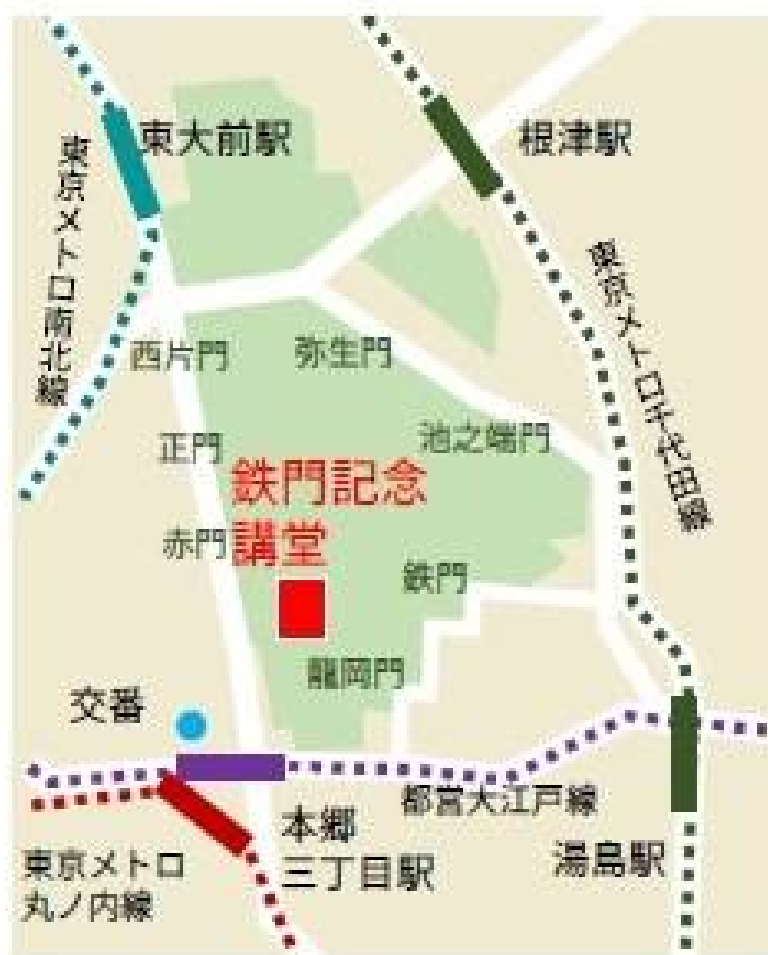 東大前駅
根津駅
東京メトロ南北線
東京メトロ千代田線
西片門
弥生門
正門
池之端門
鉄門記念
講堂
赤門
鉄門
龍岡門
交番
都営大江戸線
本郷
三丁目駅
湯島駅
東京メトロ
丸ノ内線